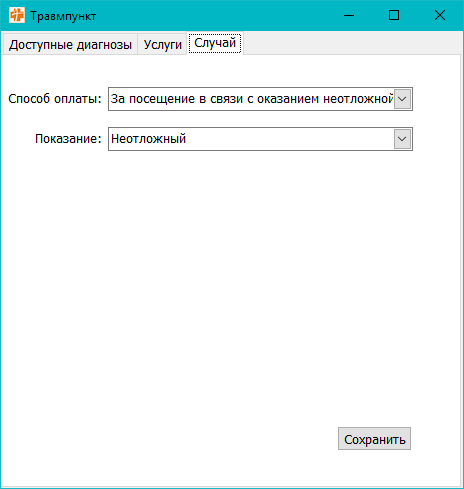 Травмпункт
Доступные диагнозы Услуги Случай
Способ оплаты: За посещение в связи с оказанием неотложной
Показание: Неотложный
Сохранить